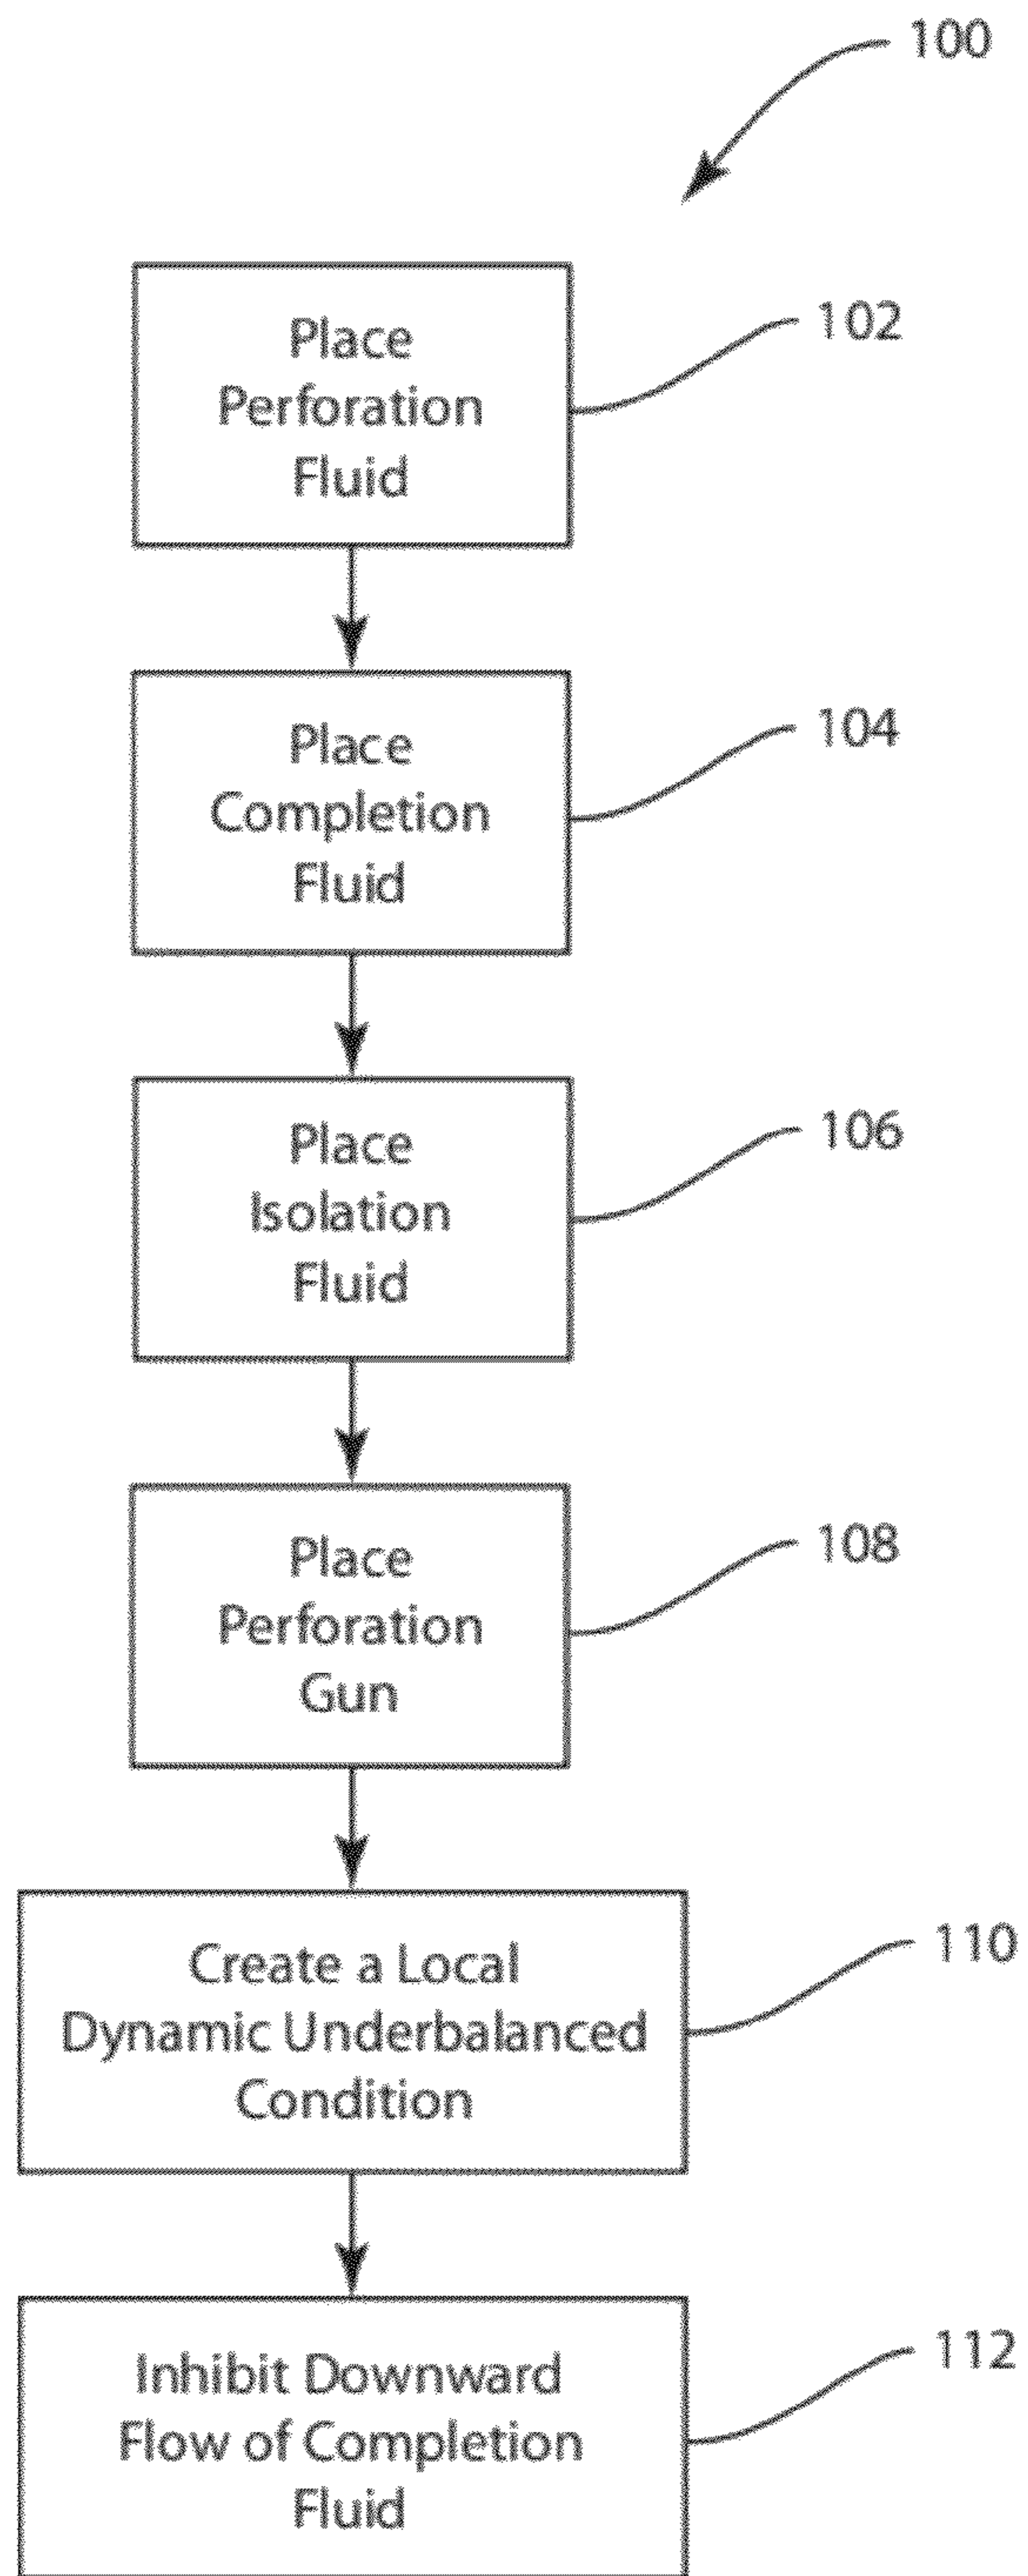 100
Place
Perforation
Fluid
102
Place
Completion
Fluid
104
Place
Isolation
Fluid
106
Place
Perforation
Gun
108
Create a Local
Dynamic Underbalanced
Condition
110
Inhibit Downward
Flow of Completion
Fluid
112